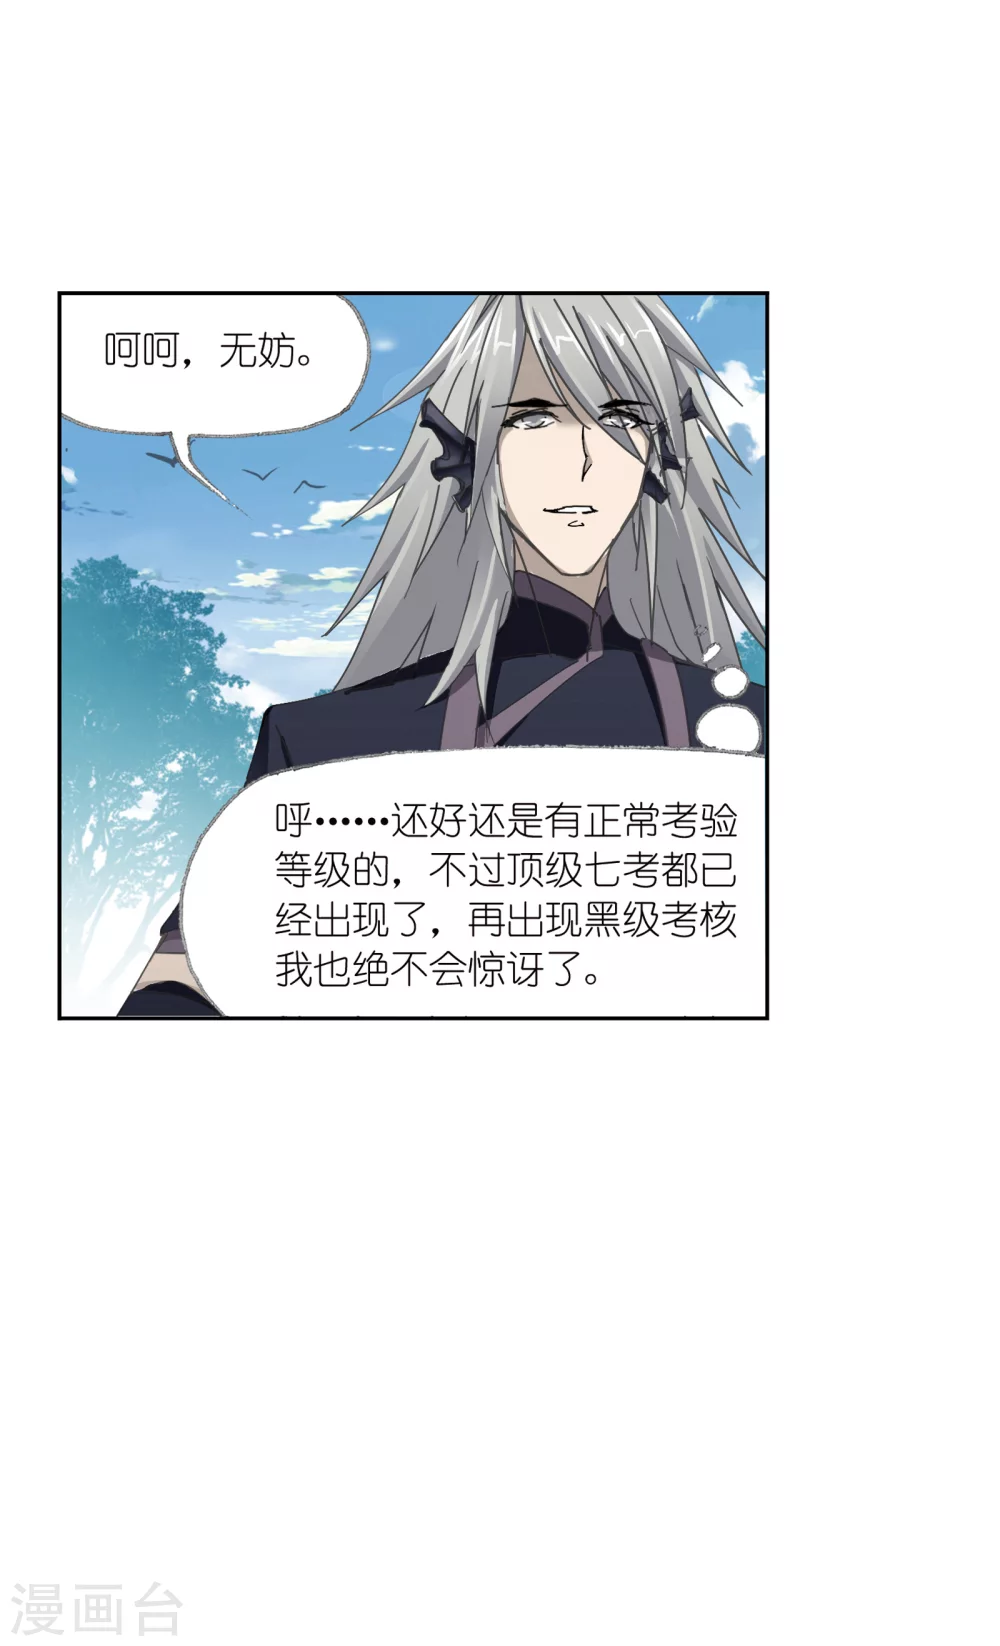 呵呵，无妨。
呼……还好还是有正常考验
等级的，不过顶级七考都已
经出现了，再出现黑级考核
我也绝不会惊讶了。
漫画台